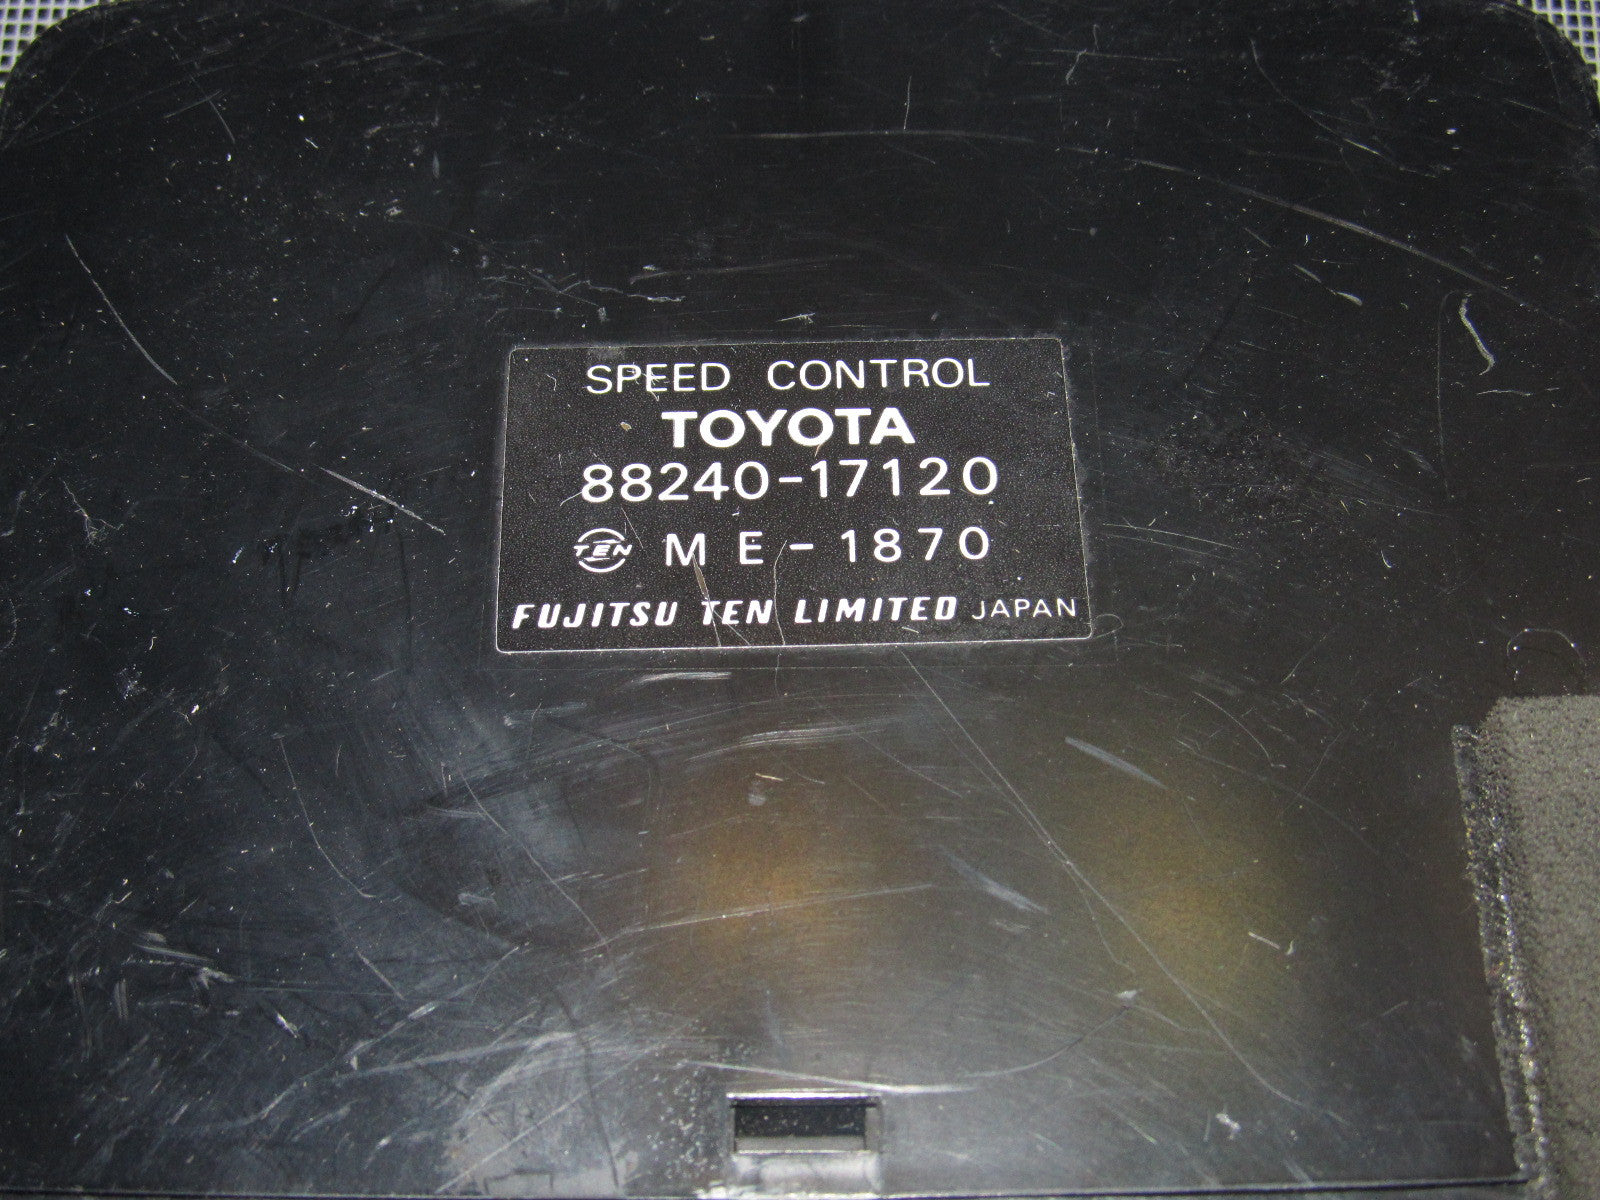 SPEED CONTROL
TOYOTA
88240-17120
TEN ME-1870
FUJITSU TEN LIMITED JAPAN